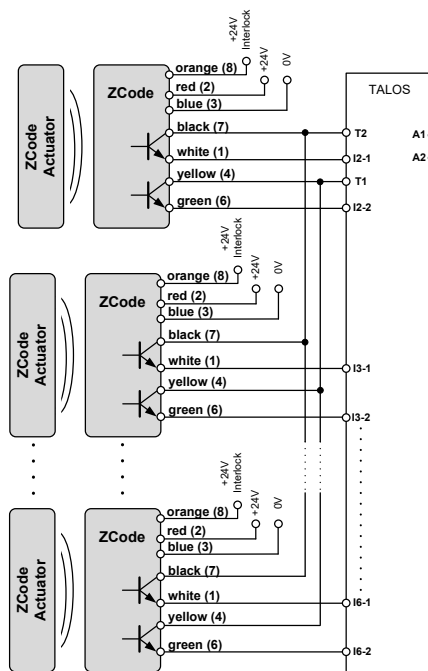 +24V
Interlock
orange (8)
+24V
0V
red (2)
blue (3)
ZCode
ZCode
Actuator
TALOS
black (7)
T2
A1
white (1)
I2-1
A2
yellow (4)
T1
green (6)
I2-2
+24V
Interlock
orange (8)
+24V
0V
red (2)
blue (3)
ZCode
ZCode
Actuator
black (7)
white (1)
I3-1
yellow (4)
green (6)
I3-2
+24V
Interlock
orange (8)
+24V
0V
red (2)
blue (3)
ZCode
ZCode
Actuator
black (7)
white (1)
I6-1
yellow (4)
green (6)
I6-2